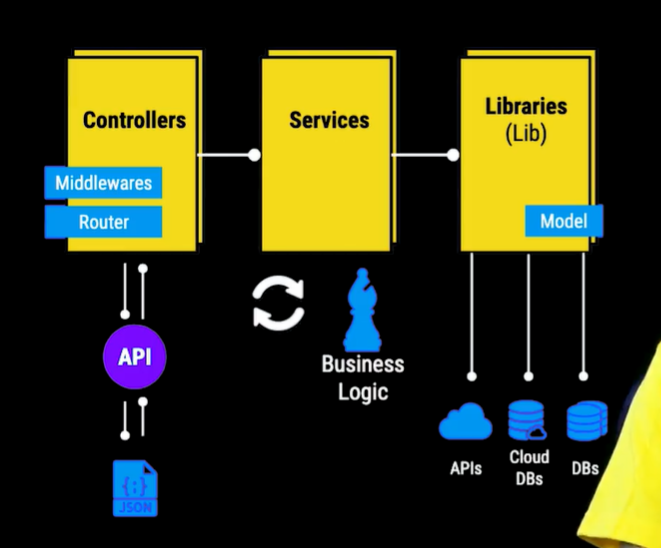 Controllers
Middlewares
Router
Services
Libraries
(Lib)
Model
API
{;}
JSON
Business
Logic
APIs
Cloud
DBs
DBs